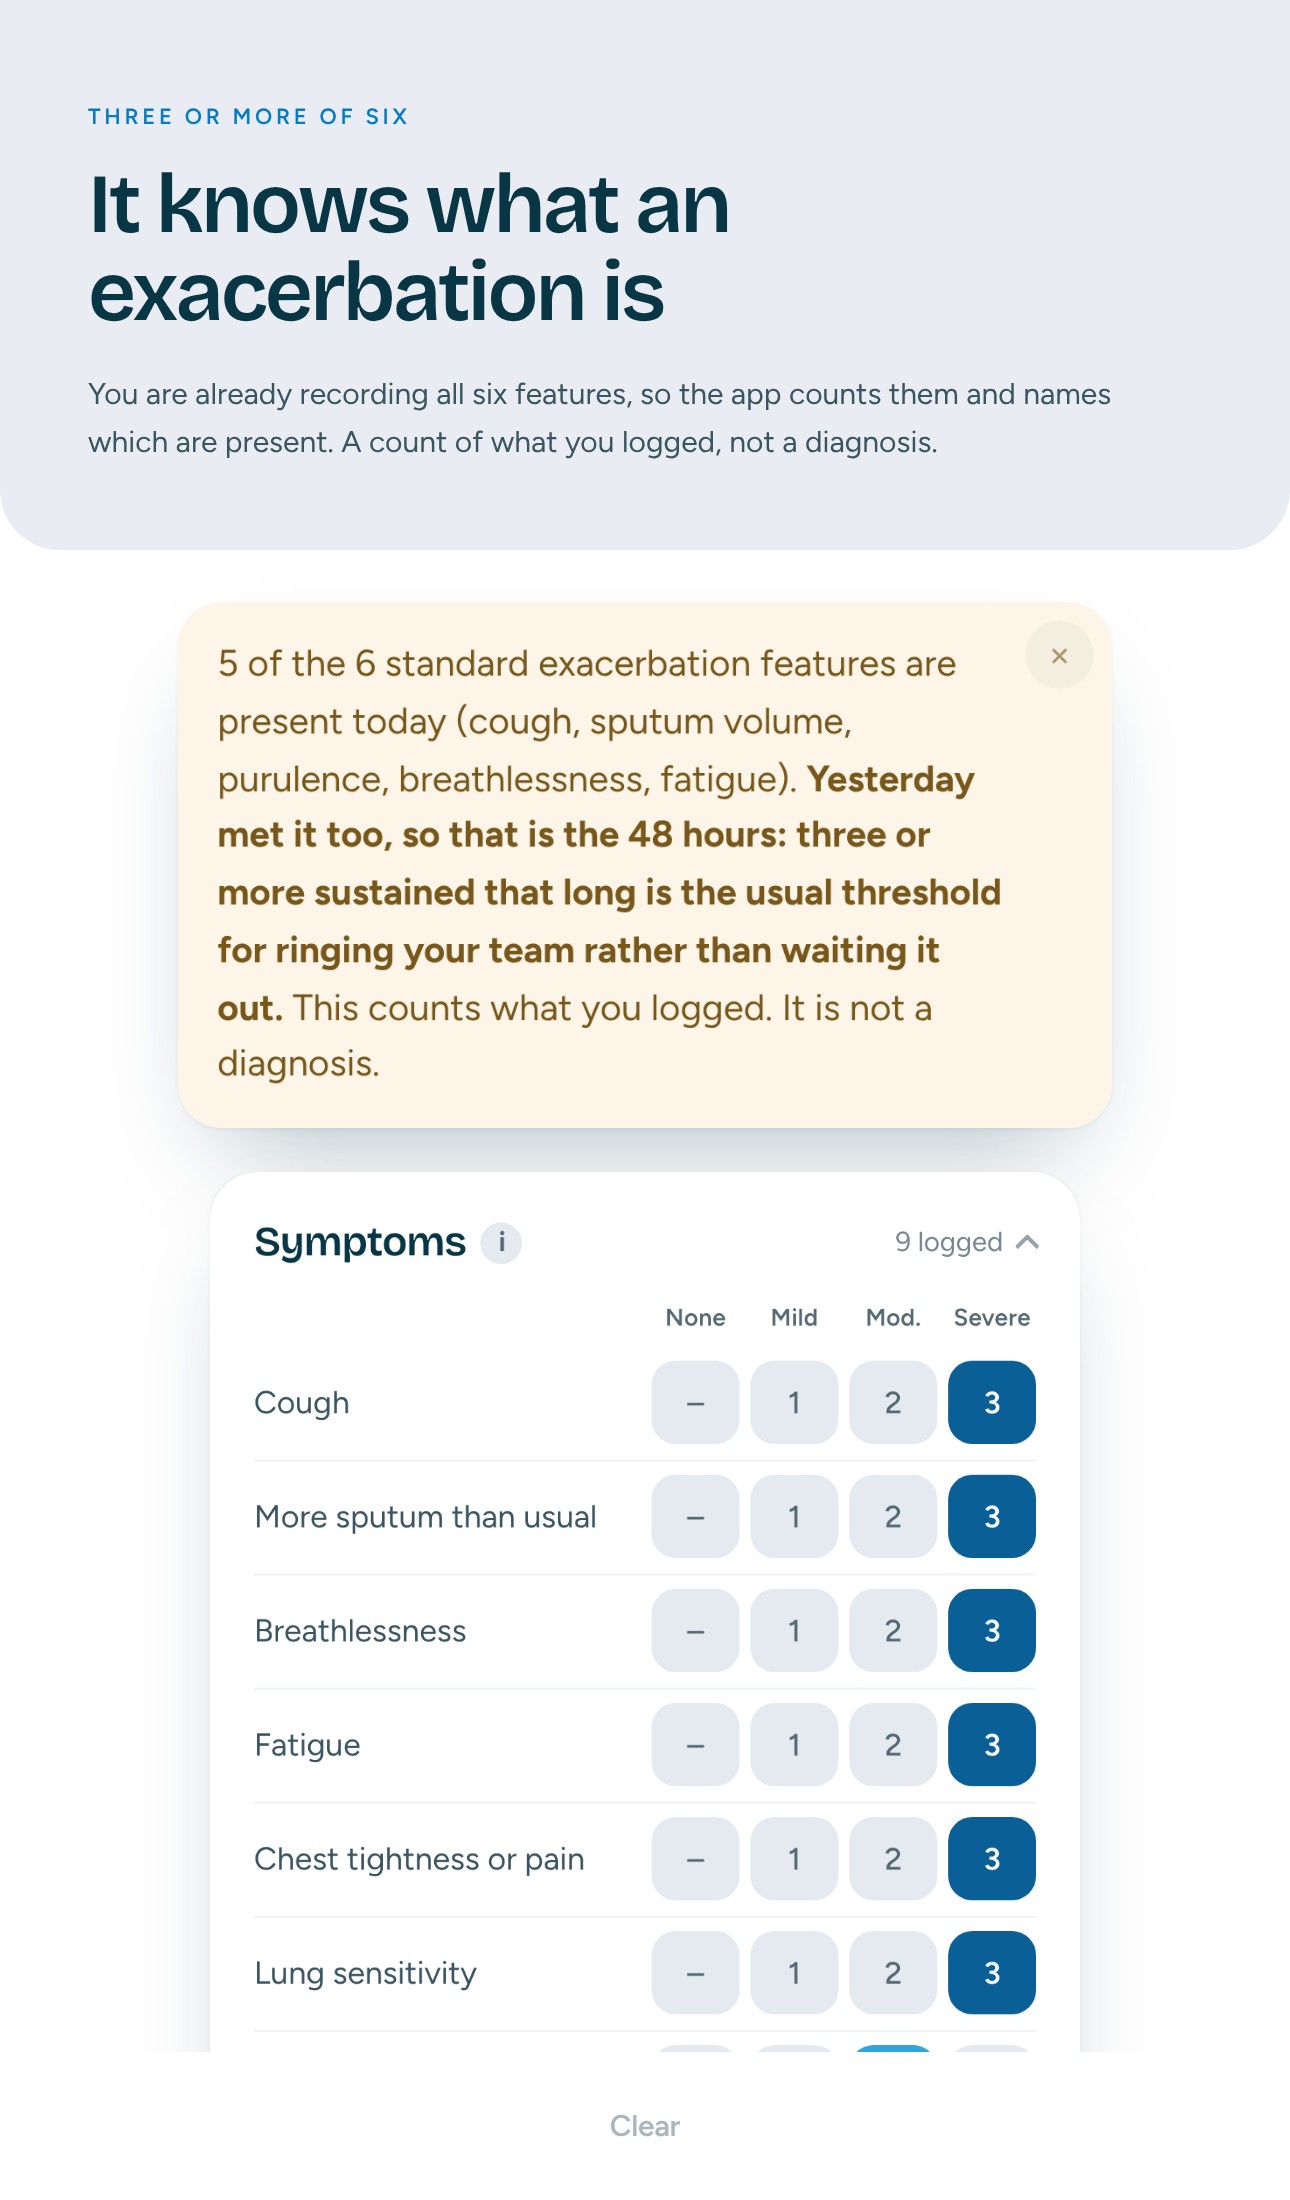 THREE OR MORE OF SIX
It knows what an
exacerbation is
You are already recording all six features, so the app counts them and names
which are present. A count of what you logged, not a diagnosis.
5 of the 6 standard exacerbation features are
present today (cough, sputum volume,
purulence, breathlessness, fatigue). Yesterday
met it too, so that is the 48 hours: three or
more sustained that long is the usual threshold
for ringing your team rather than waiting it
out. This counts what you logged. It is not a
diagnosis.
×
Symptoms i 9 logged
None Mild Mod. Severe
Cough – 1 2 3
More sputum than usual – 1 2 3
Breathlessness – 1 2 3
Fatigue – 1 2 3
Chest tightness or pain – 1 2 3
Lung sensitivity – 1 2 3
Clear